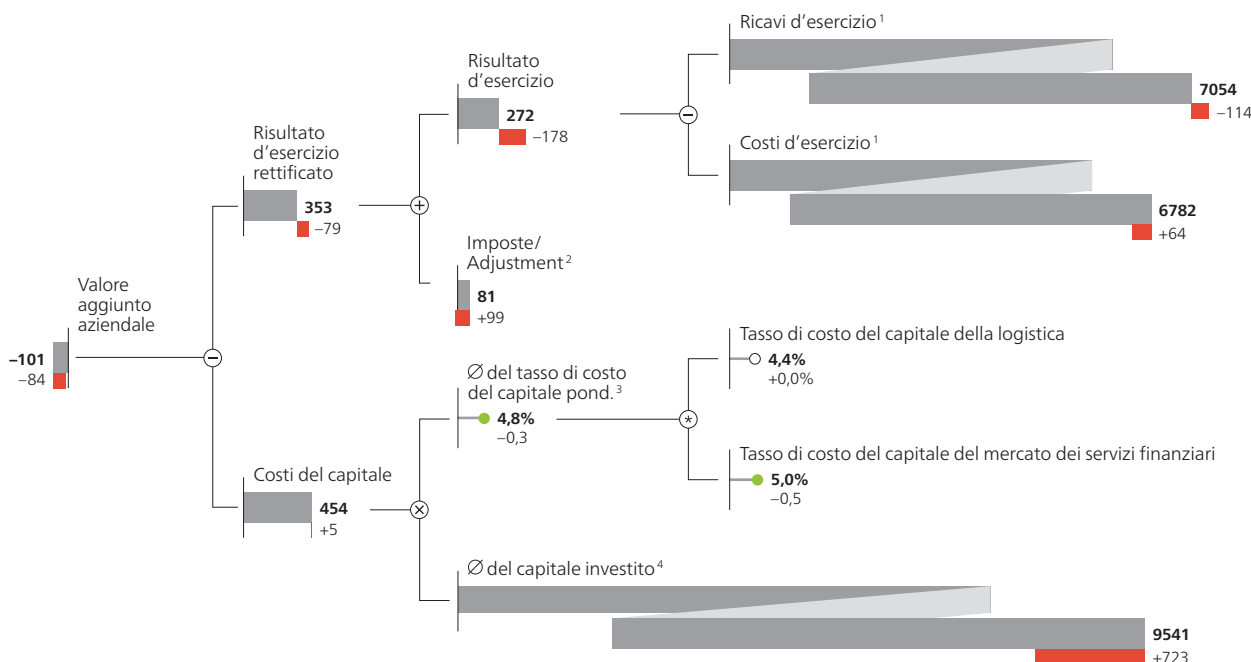 Ricavi d'esercizio 1
7054
–114
Risultato
d'esercizio
272
–178
–
Costi d'esercizio 1
6782
+64
Risultato
d'esercizio
rettificato
353
–79
+
Imposte/
Adjustment 2
81
+99
Valore
aggiunto
aziendale
–101
–84
–
Ø del tasso di costo
del capitale pond. 3
4,8%
–0,3
*
Tasso di costo del capitale della logistica
4,4%
+0,0%
Tasso di costo del capitale del mercato dei servizi finanziari
5,0%
–0,5
Costi del capitale
454
+5
×
Ø del capitale investito 4
9541
+723